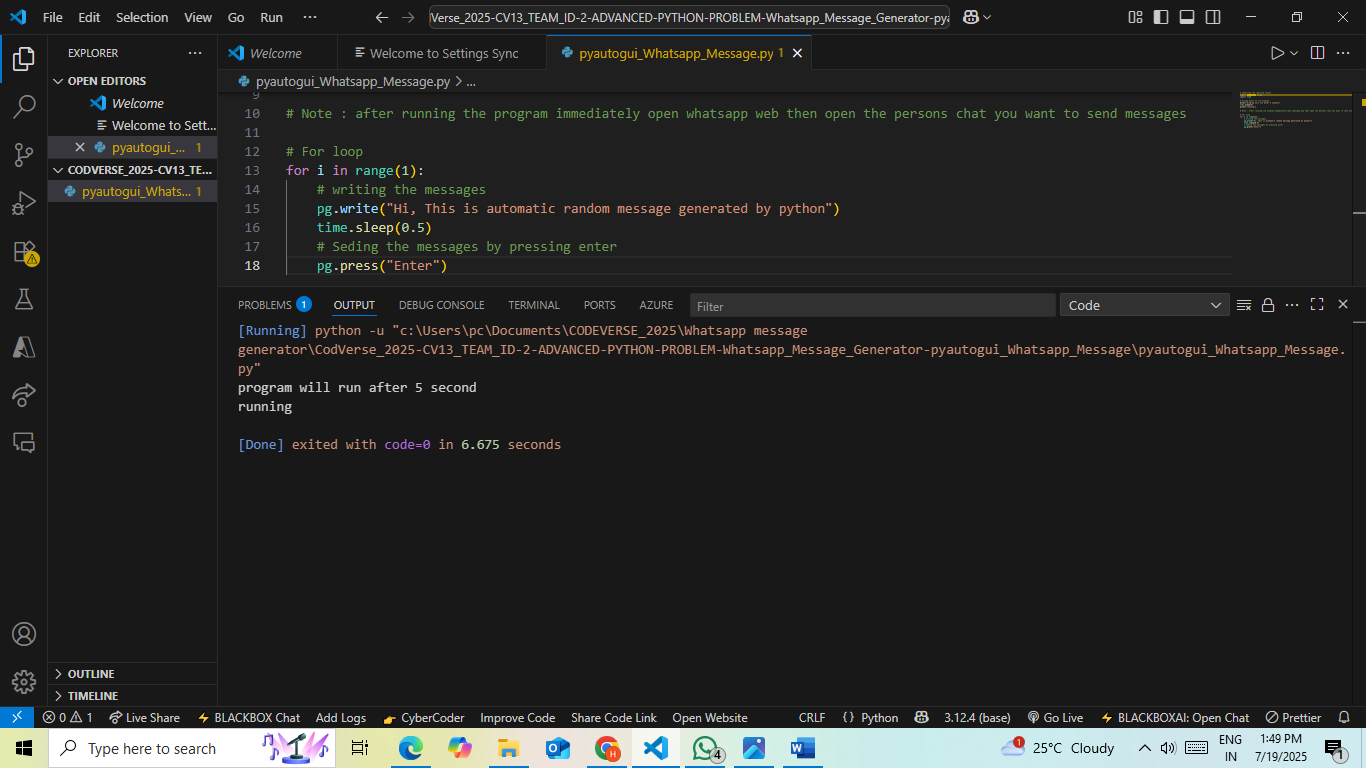 File Edit Selection View Go Run ···
Verse_2025-CV13_TEAM_ID-2-ADVANCED-PYTHON-PROBLEM-Whatsapp_Message_Generator-pya
EXPLORER
OPEN EDITORS
Welcome
Welcome to Sett...
pyautogui_... 1
CODVERSE_2025-CV13_TE...
pyautogui_Whats... 1
OUTLINE
TIMELINE
Welcome
Welcome to Settings Sync
pyautogui_Whatsapp_Message.py 1
pyautogui_Whatsapp_Message.py > ...
9
10 # Note : after running the program immediately open whatsapp web then open the persons chat you want to send messages
11
12 # For loop
13 for i in range(1):
14 # writing the messages
15 pg.write("Hi, This is automatic random message generated by python")
16 time.sleep(0.5)
17 # Seding the messages by pressing enter
18 pg.press("Enter")
PROBLEMS 1 OUTPUT DEBUG CONSOLE TERMINAL PORTS AZURE Filter Code
[Running] python -u "c:\Users\pc\Documents\CODEVERSE_2025\Whatsapp message
generator\CodVerse_2025-CV13_TEAM_ID-2-ADVANCED-PYTHON-PROBLEM-Whatsapp_Message_Generator-pyautogui_Whatsapp_Message\pyautogui_Whatsapp_Message.
py"
program will run after 5 second
running
[Done] exited with code=0 in 6.675 seconds
0 1 Live Share BLACKBOX Chat Add Logs CyberCoder Improve Code Share Code Link Open Website CRLF {} Python 3.12.4 (base) Go Live BLACKBOXAI: Open Chat Prettier
Type here to search
4
1
25°C Cloudy
ENG
IN
1:49 PM
7/19/2025
1